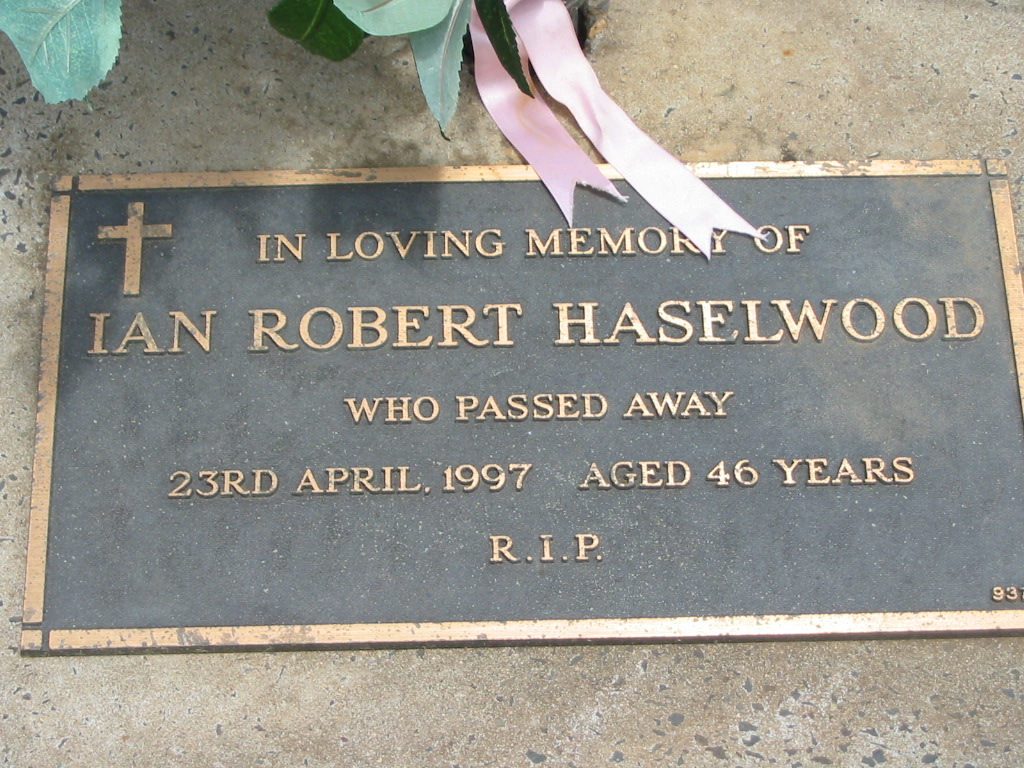 IN LOVING MEMORY OF
IAN ROBERT HASELWOOD
WHO PASSED AWAY
23RD APRIL, 1997 AGED 46 YEARS
R.I.P.